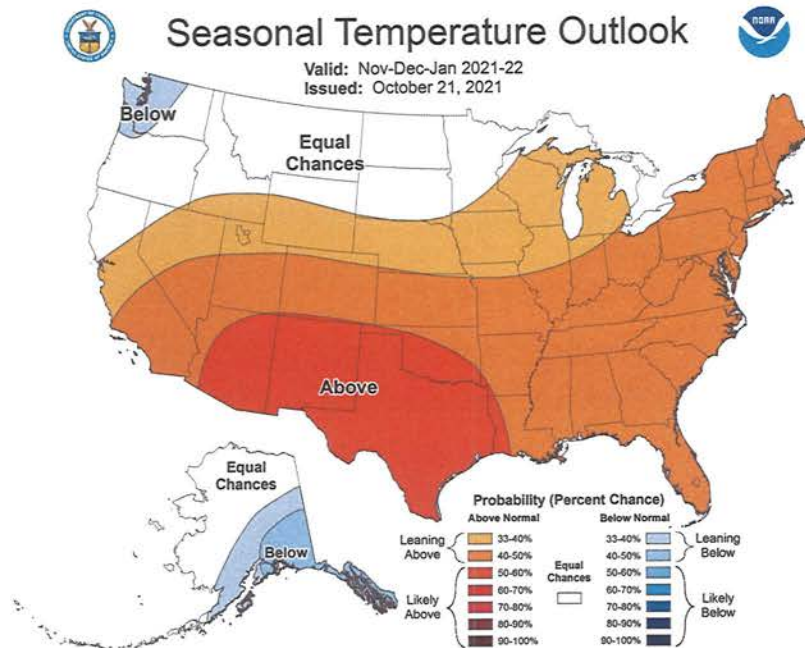 Seasonal Temperature Outlook
NOAA
Valid: Nov-Dec-Jan 2021-22
Issued: October 21, 2021
Below
Equal
Chances
Above
Equal
Chances
Below
Probability (Percent Chance)
Above Normal
Below Normal
Leaning
Above
33-40%
40-50%
Likely
Above
50-60%
60-70%
70-80%
80-90%
90-100%
Equal
Chances
33-40%
40-50%
Leaning
Below
50-60%
60-70%
70-80%
80-90%
90-100%
Likely
Below